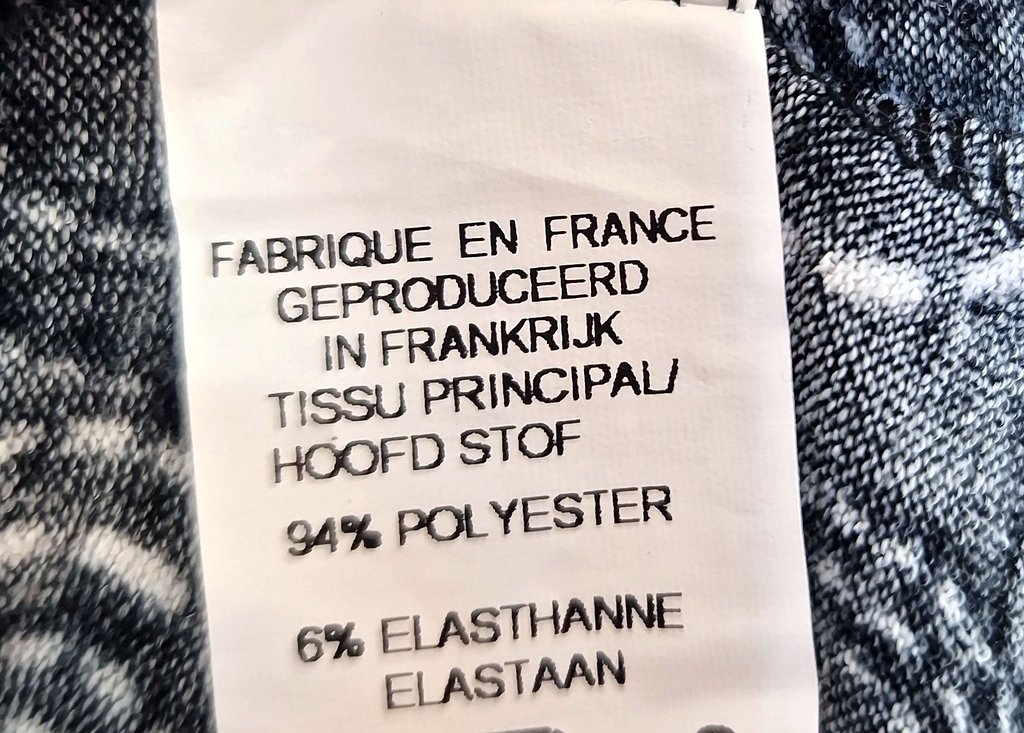 FABRIQUE EN FRANCE
GEPRODUCEERD
IN FRANKRIJK
TISSU PRINCIPAL/
HOOFD STOF
94% POLYESTER
6% ELASTHANNE
ELASTAAN